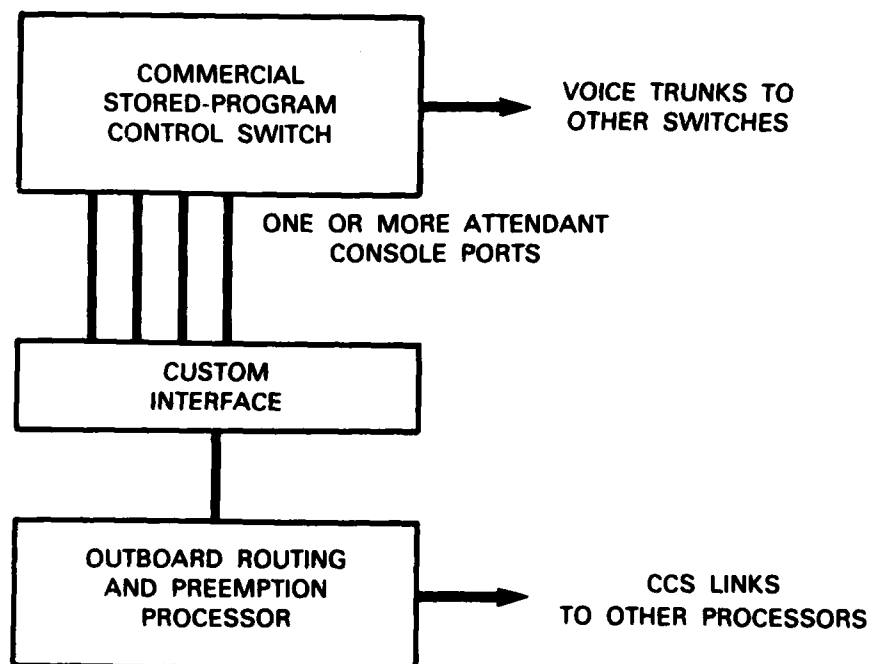 COMMERCIAL
STORED-PROGRAM
CONTROL SWITCH
VOICE TRUNKS TO
OTHER SWITCHES
ONE OR MORE ATTENDANT
CONSOLE PORTS
CUSTOM
INTERFACE
OUTBOARD ROUTING
AND PREEMPTION
PROCESSOR
CCS LINKS
TO OTHER PROCESSORS